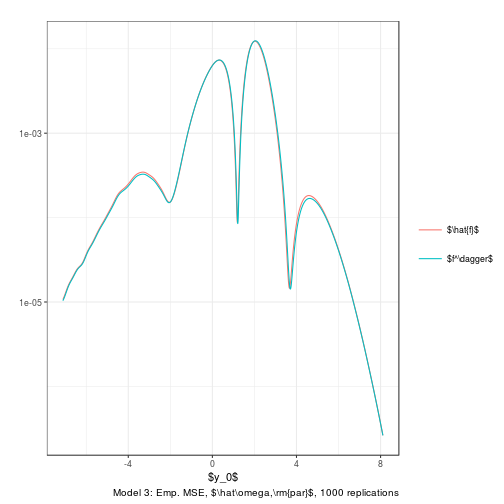 1e-03
1e-05
-4
0
4
8
$y_0$
$\hat{f}$
$f^\dagger$
Model 3: Emp. MSE, $\hat\omega,\rm{par}$, 1000 replications